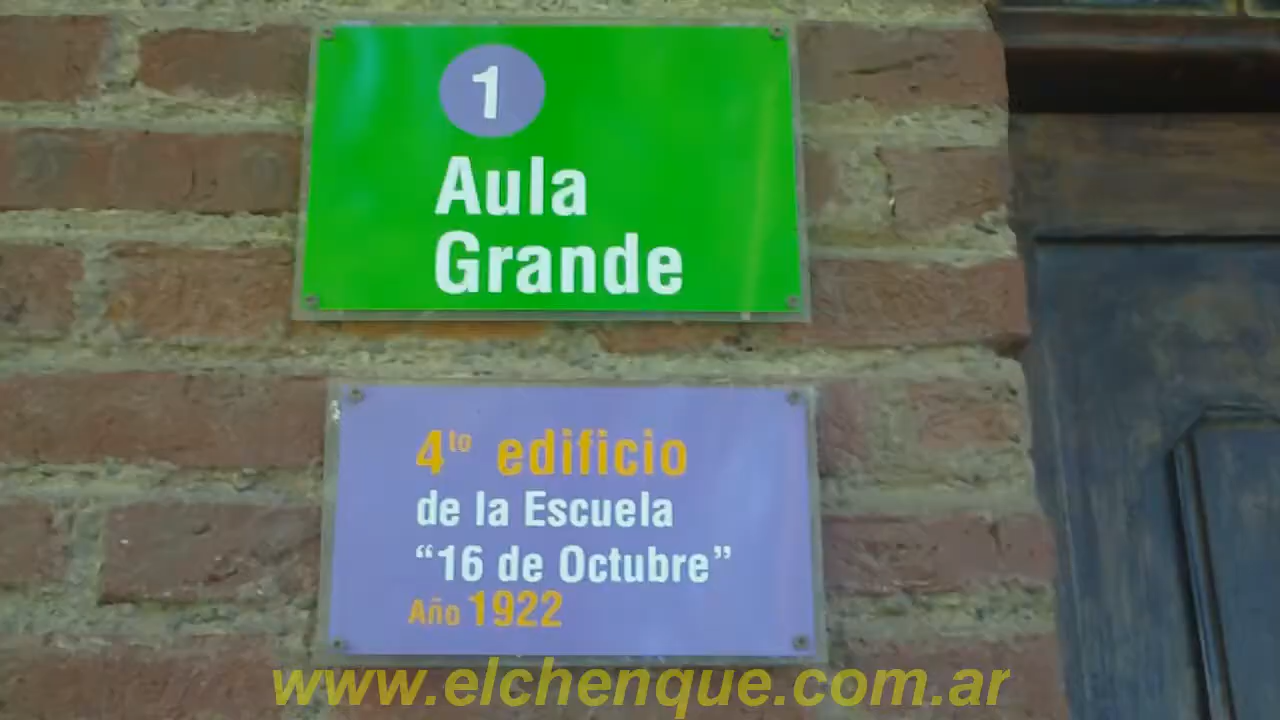 1
Aula
Grande
4to edificio
de la Escuela
“16 de Octubre”
Año 1922
www.elchenque.com.ar